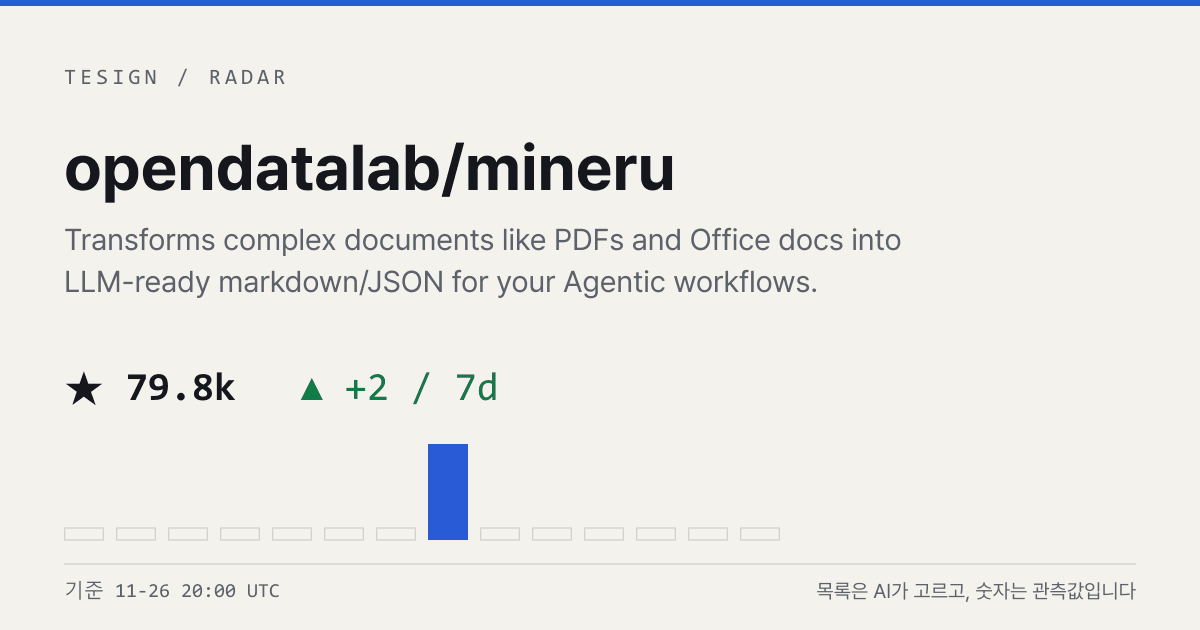 TESIGN / RADAR
opendatalab/mineru
Transforms complex documents like PDFs and Office docs into
LLM-ready markdown/JSON for your Agentic workflows.
★ 79.8k ▲ +2 / 7d
기준 11-26 20:00 UTC
목록은 AI가 고르고, 숫자는 관측값입니다